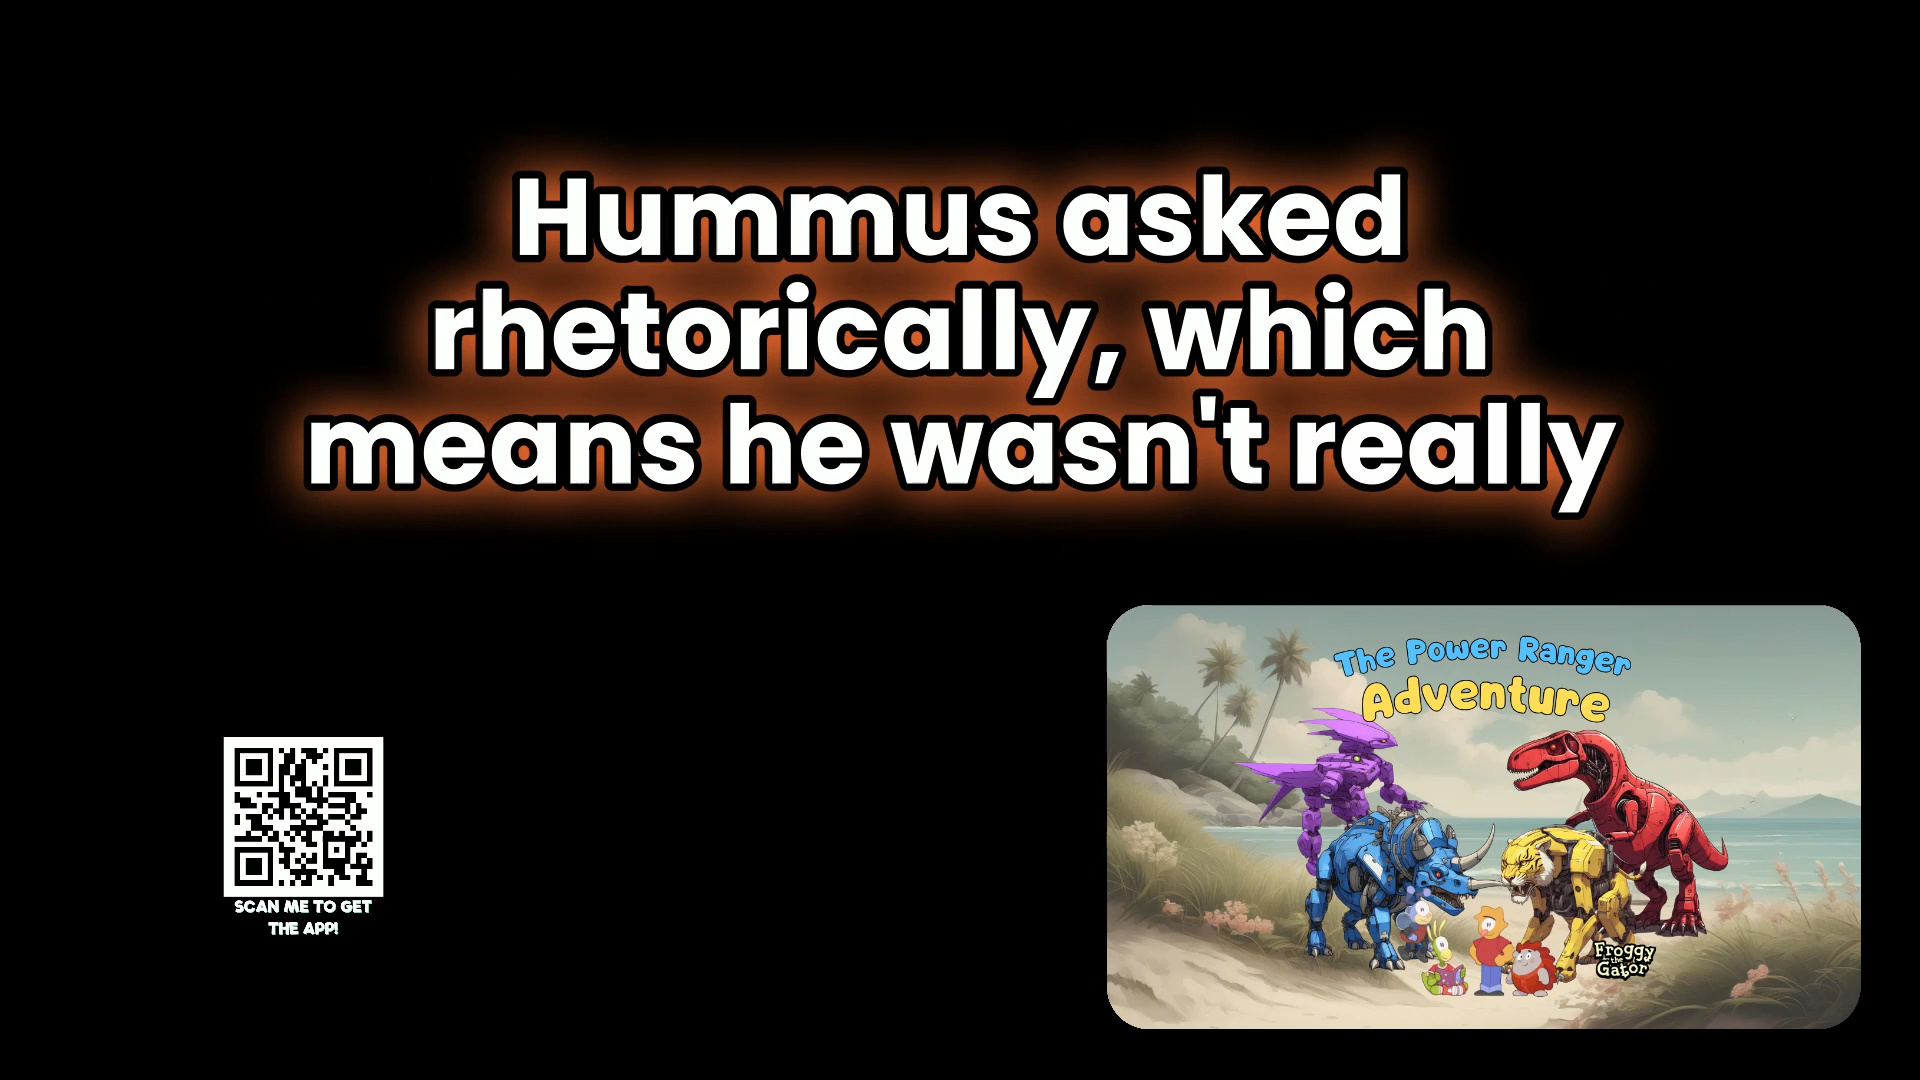 Hummus asked
rhetorically, which
means he wasn't really
The Power Ranger
Adventure
Froggy
the
Gator
SCAN ME TO GET
THE APP!